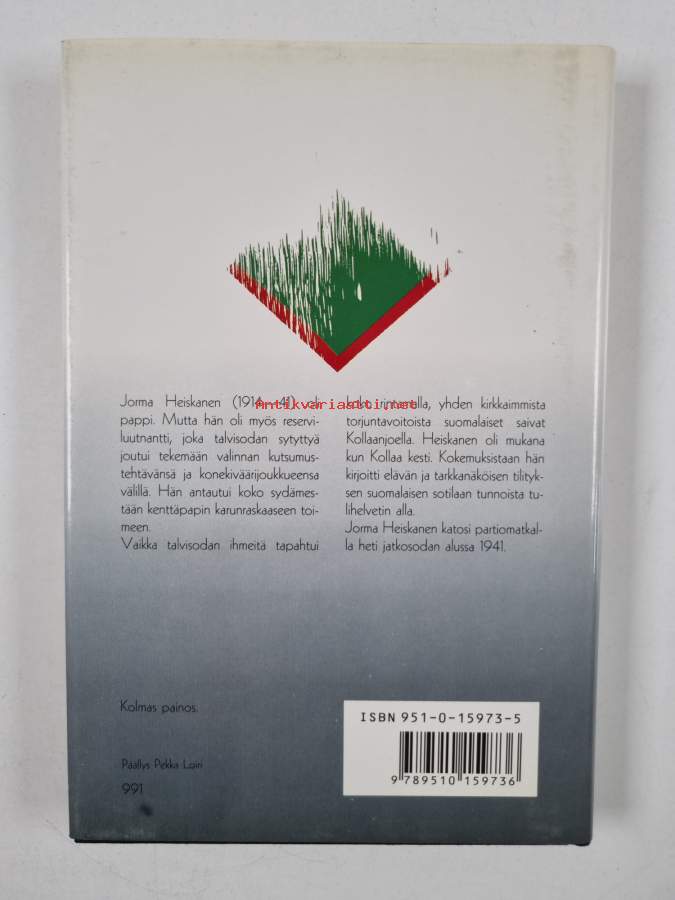 Jorma Heiskanen (1914–41) oli
pappi. Mutta hän oli myös reservi-
luutnantti, joka talvisodan sytyttyä
joutui tekemään valinnan kutsumus-
tehtävänsä ja konekiväärijoukkueensa
välillä. Hän antautui koko sydämes-
tään kenttäpapin karunraskaaseen toi-
meen.
Vaikka talvisodan ihmeitä tapahtui
koko rintamalla, yhden kirkkaimmista
torjuntavoitoista suomalaiset saivat
Kollaanjoella. Heiskanen oli mukana
kun Kollaa kesti. Kokemuksistaan hän
kirjoitti elävän ja tarkkanäköisen tilityk-
sen suomalaisen sotilaan tunnoista tu-
lihelvetin alla.
Jorma Heiskanen katosi partiomatkal-
la heti jatkosodan alussa 1941.
Antikvariaatti.net
Kolmas painos.
Päällys Pekka Loiri
991
ISBN 951-0-15973-5
9 789510 159736